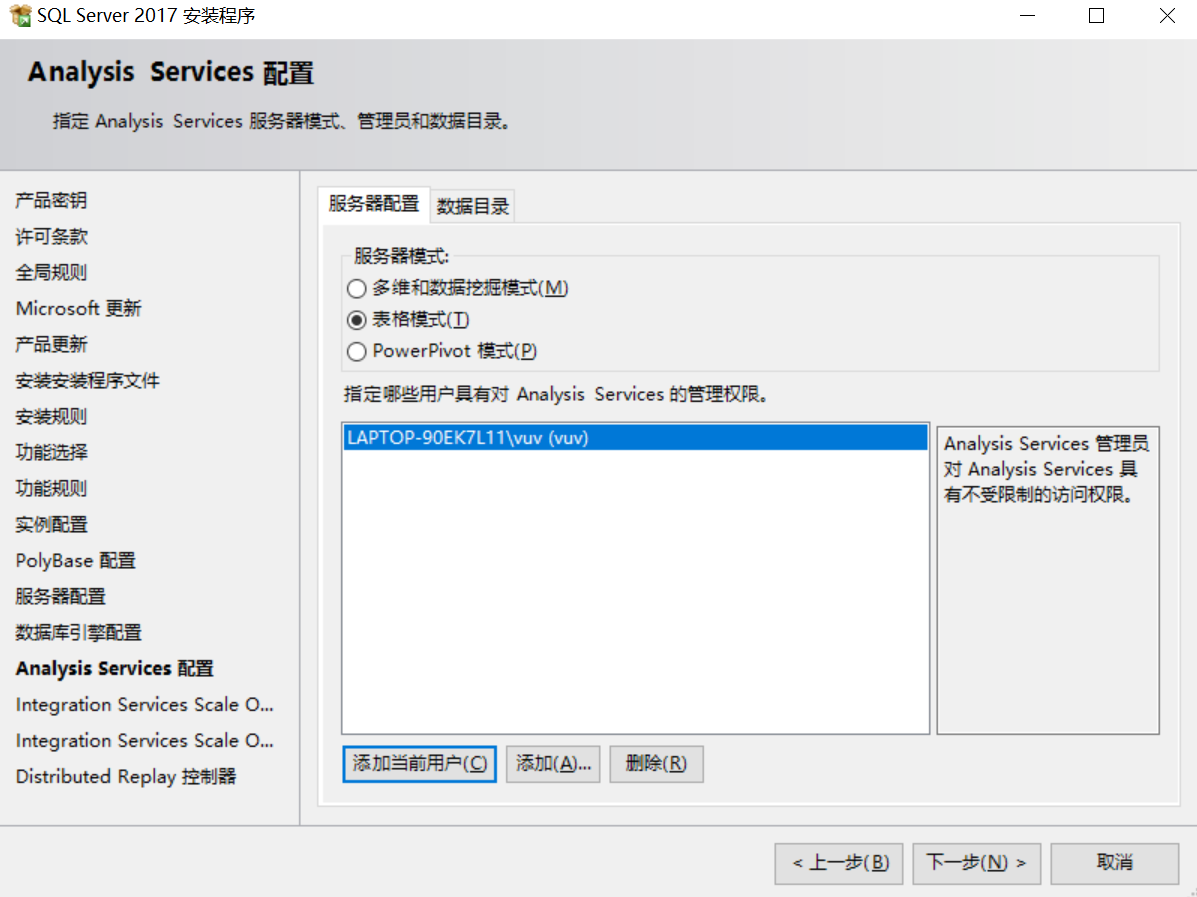 SQL Server 2017 安装程序
Analysis Services 配置
指定 Analysis Services 服务器模式、管理员和数据目录。
产品密钥
许可条款
全局规则
Microsoft 更新
产品更新
安装安装程序文件
安装规则
功能选择
功能规则
实例配置
PolyBase 配置
服务器配置
数据库引擎配置
Analysis Services 配置
Integration Services Scale O...
Integration Services Scale O...
Distributed Replay 控制器
服务器配置 数据目录
服务器模式:
多维和数据挖掘模式(M)
表格模式(T)
PowerPivot 模式(P)
指定哪些用户具有对 Analysis Services 的管理权限。
LAPTOP-90EK7L11\vuv (vuv)
Analysis Services 管理员
对 Analysis Services 具
有不受限制的访问权限。
添加当前用户(C) 添加(A)... 删除(R)
< 上一步(B) 下一步(N) > 取消